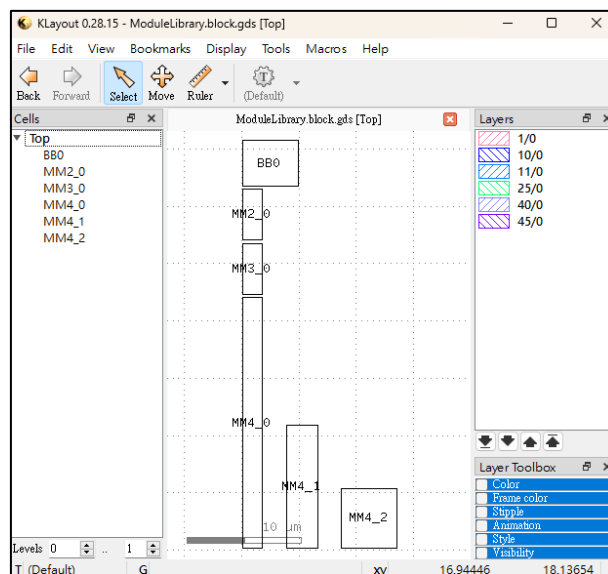 KLayout 0.28.15 - ModuleLibrary.block.gds [Top]
File Edit View Bookmarks Display Tools Macros Help
Back Forward Select Move Ruler (Default)
Cells
Top
BB0
MM2_0
MM3_0
MM4_0
MM4_1
MM4_2
Levels 0 .. 1
ModuleLibrary.block.gds [Top]
BB0
MM2_0
MM3_0
MM4_0
MM4_1
MM4_2
10 µm
Layers
1/0
10/0
11/0
25/0
40/0
45/0
Layer Toolbox
Color
Frame color
Stipple
Animation
Style
Visibility
T (Default) G xy 16.94446 18.13654